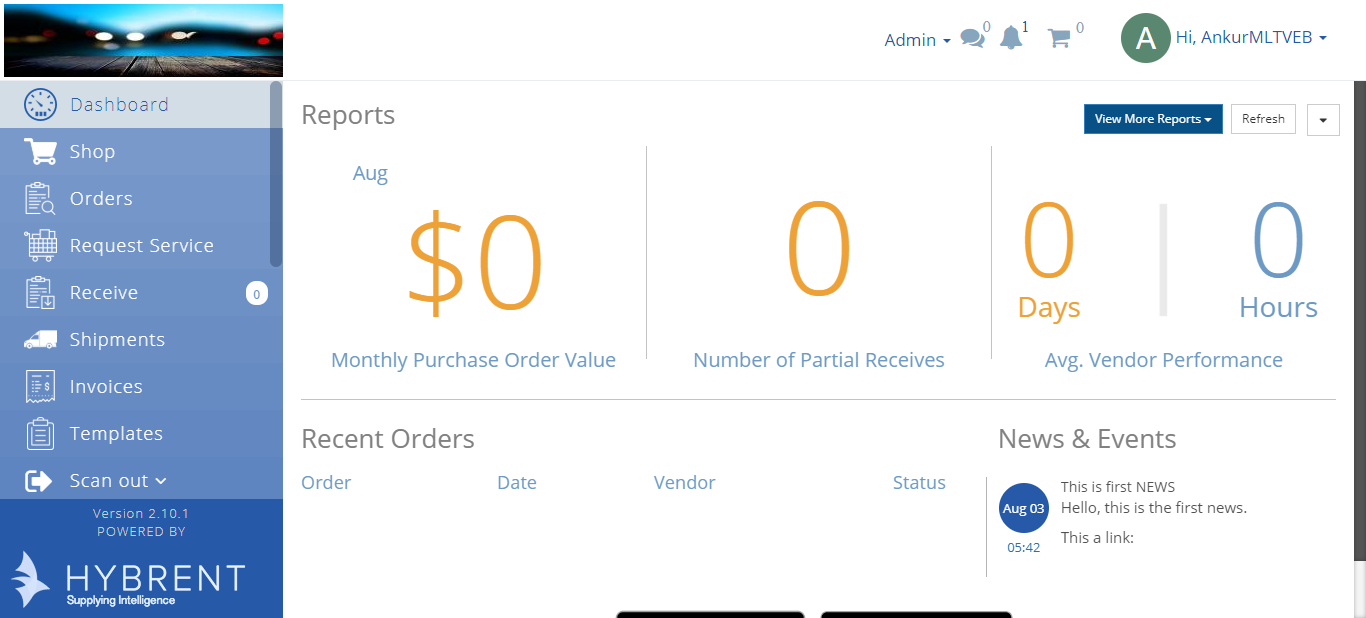 Admin
0
1
0
A
Hi, AnkurMLTVEB
Dashboard
Shop
Orders
Request Service
Receive
0
Shipments
Invoices
Templates
Scan out
Version 2.10.1
POWERED BY
HYBRENT
Supplying Intelligence
Reports
View More Reports
Refresh
Aug
$0
Monthly Purchase Order Value
0
Number of Partial Receives
0
Days
0
Hours
Avg. Vendor Performance
Recent Orders
Order Date Vendor Status
News & Events
Aug 03
05:42
This is first NEWS
Hello, this is the first news.
This a link: